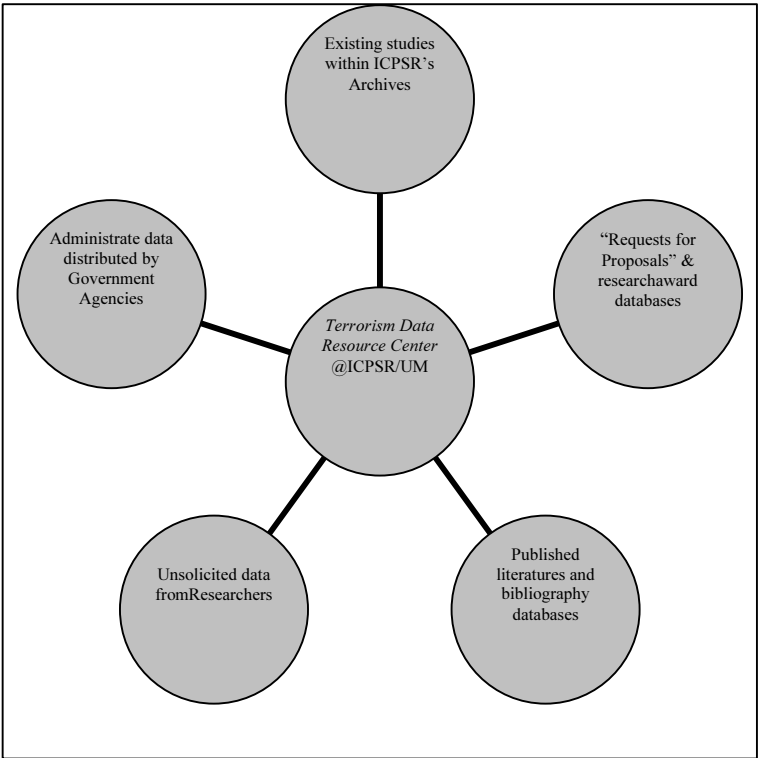 Existing studies
within ICPSR’s
Archives
Administrate data
distributed by
Government
Agencies
“Requests for
Proposals” &
researchaward
databases
Terrorism Data
Resource Center
@ICPSR/UM
Unsolicited data
fromResearchers
Published
literatures and
bibliography
databases